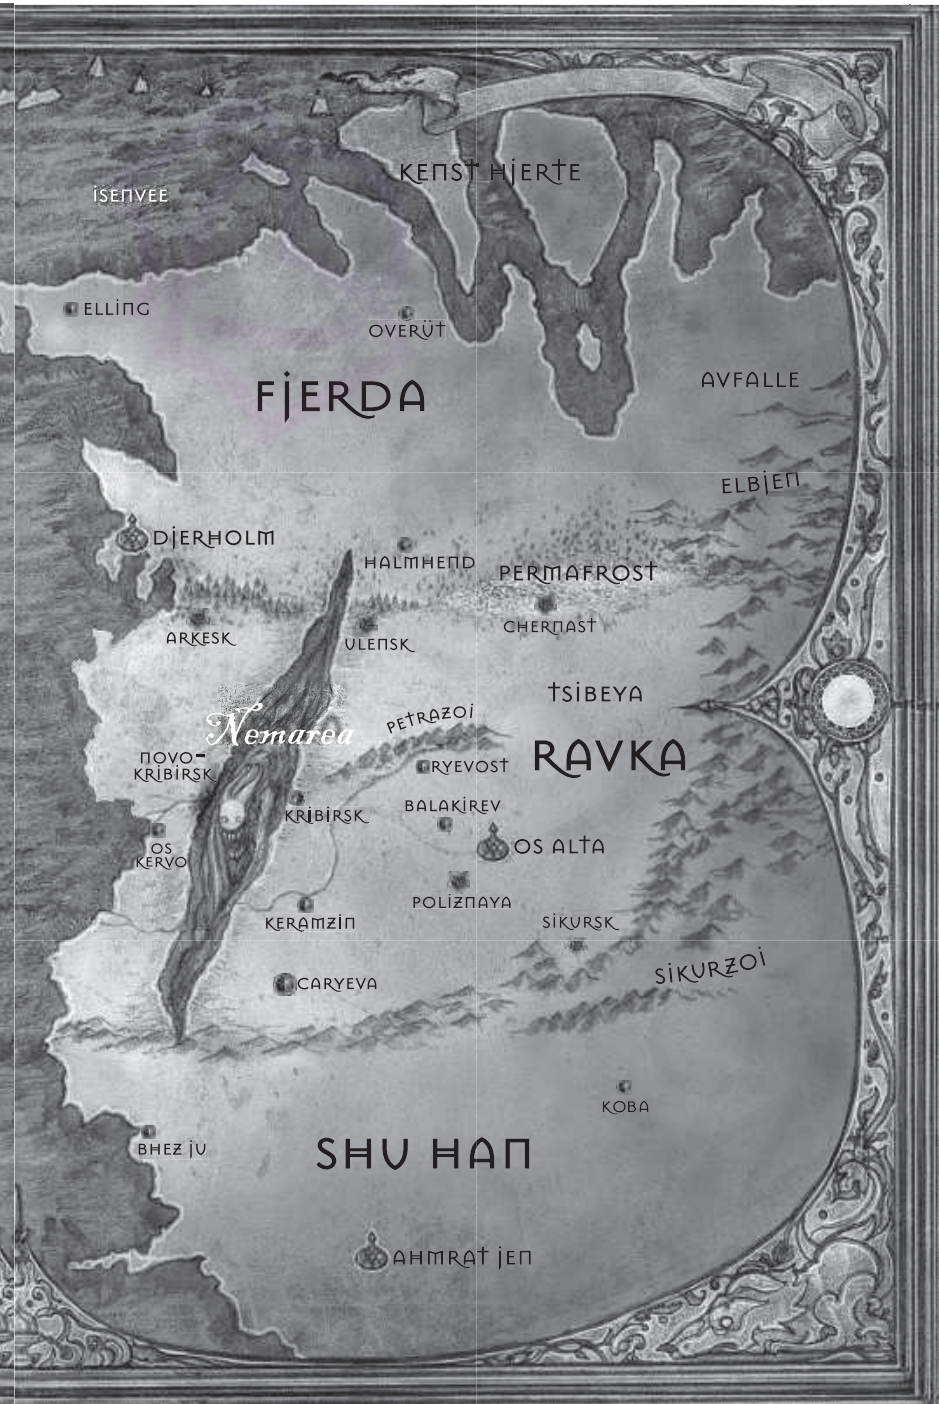 KENST HJERTE
ISENVEE
ELLING
OVERÜT
AVFALLE
FJERDA
ELBJEN
DJERHOLM
HALMHEND
PERMAFROST
CHERNAST
ARKESK
ULENSK
TSIBEYA
PETRAZOI
Nemarea
RAVKA
NOVO-
KRIBIRSK
RYEVOST
BALAKIREV
KRIBIRSK
OS ALTA
OS
KERVO
POLIZNAYA
KERAMZIN
SIKURSK
SIKURZOI
CARYEVA
KOBA
BHEZ JU
SHU HAN
AHMRAT JEN